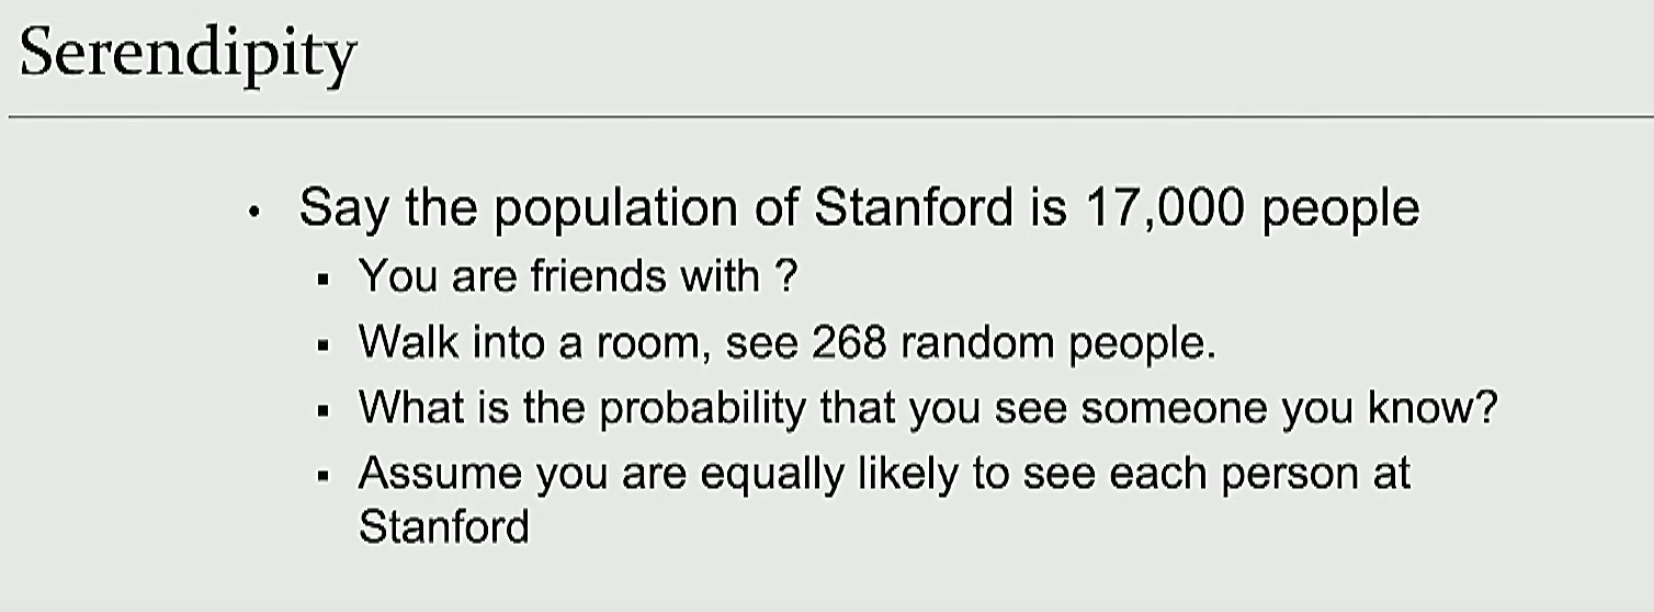 Serendipity
• Say the population of Stanford is 17,000 people
▪ You are friends with ?
▪ Walk into a room, see 268 random people.
▪ What is the probability that you see someone you know?
▪ Assume you are equally likely to see each person at
Stanford